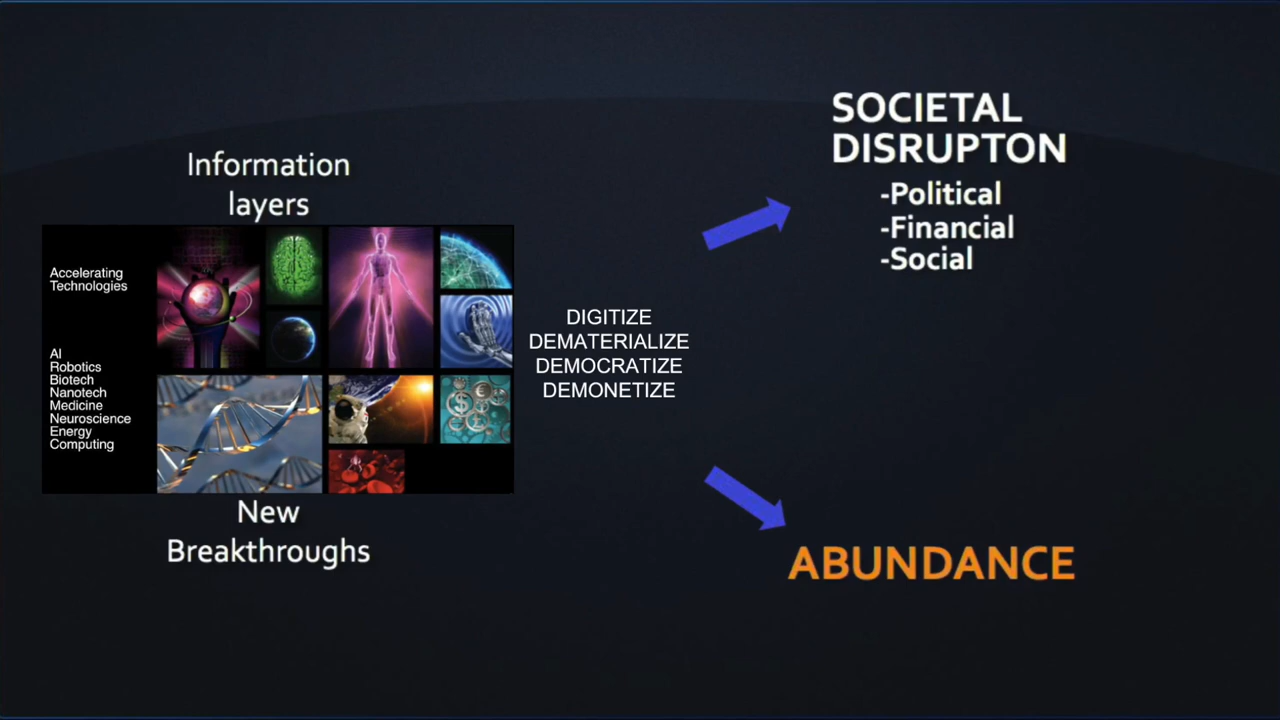 Information
layers
Accelerating
Technologies
AI
Robotics
Biotech
Nanotech
Medicine
Neuroscience
Energy
Computing
New
Breakthroughs
DIGITIZE
DEMATERIALIZE
DEMOCRATIZE
DEMONETIZE
SOCIETAL
DISRUPTON
-Political
-Financial
-Social
ABUNDANCE